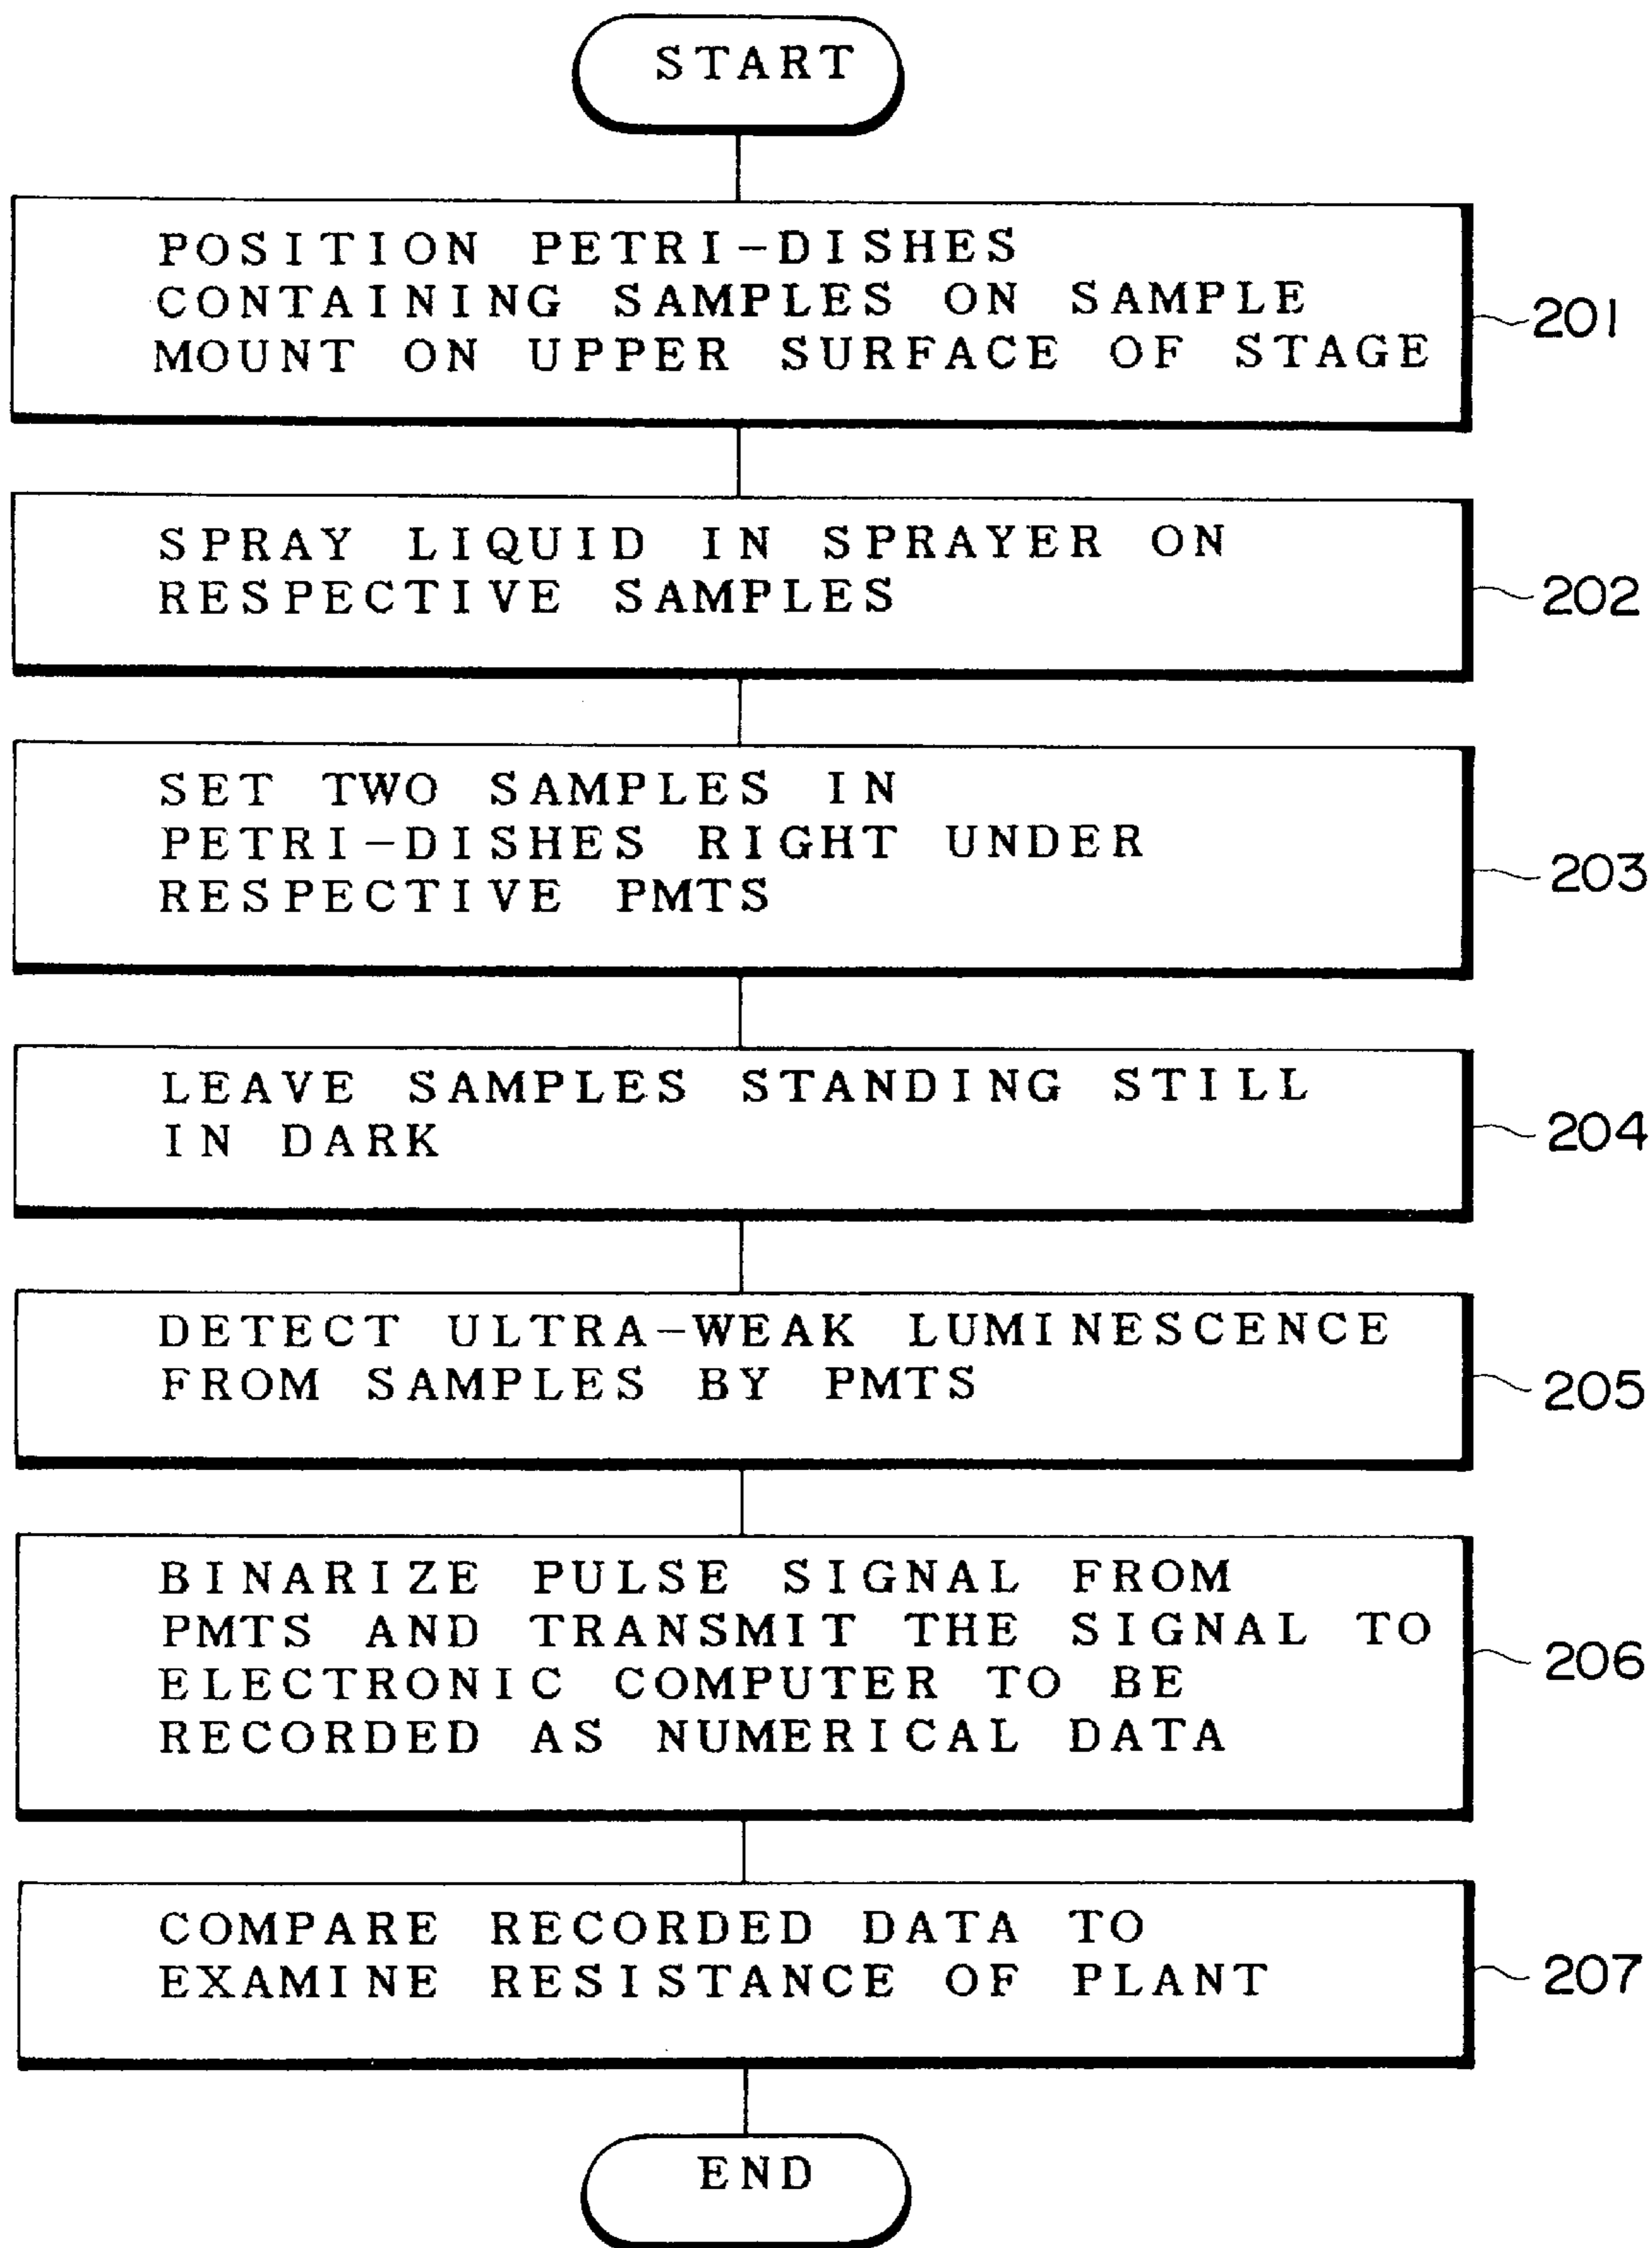 START
POSITION PETRI-DISHES
CONTAINING SAMPLES ON SAMPLE
MOUNT ON UPPER SURFACE OF STAGE
201
SPRAY LIQUID IN SPRAYER ON
RESPECTIVE SAMPLES
202
SET TWO SAMPLES IN
PETRI-DISHES RIGHT UNDER
RESPECTIVE PMTS
203
LEAVE SAMPLES STANDING STILL
IN DARK
204
DETECT ULTRA-WEAK LUMINESCENCE
FROM SAMPLES BY PMTS
205
BINARIZE PULSE SIGNAL FROM
PMTS AND TRANSMIT THE SIGNAL TO
ELECTRONIC COMPUTER TO BE
RECORDED AS NUMERICAL DATA
206
COMPARE RECORDED DATA TO
EXAMINE RESISTANCE OF PLANT
207
END